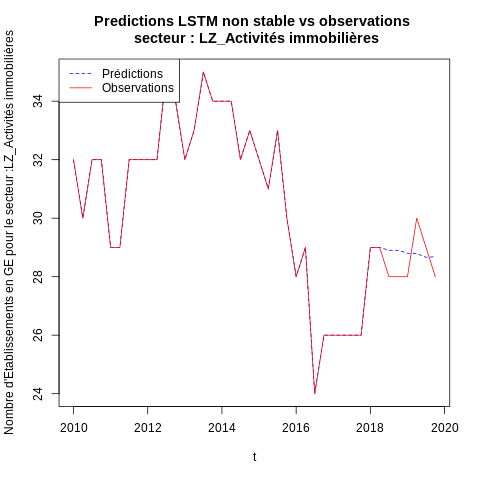 Predictions LSTM non stable vs observations
secteur : LZ_Activités immobilières
Prédictions
Observations
Nombre d'Etablissements en GE pour le secteur :LZ_Activités immobilières
34
32
30
28
26
24
2010 2012 2014 2016 2018 2020
t